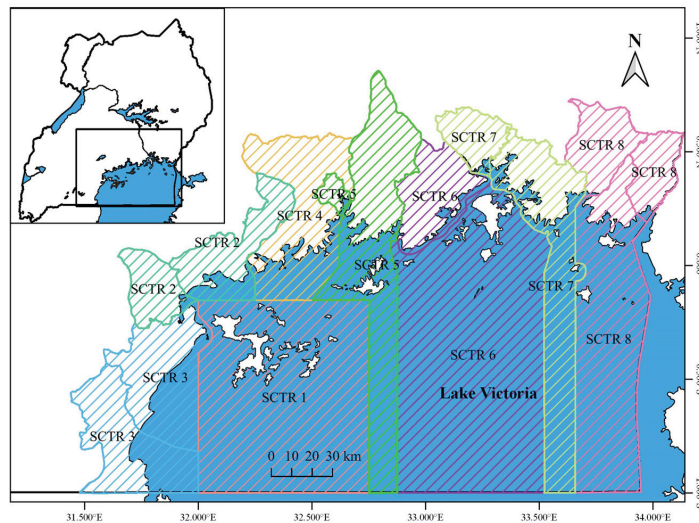 N
SCTR 7
SCTR 8
SCTR 8
SCTR 5
SCTR 6
SCTR 4
SCTR 2
SCTR 5
SCTR 2
SCTR 7
SCTR 8
SCTR 6
SCTR 3
SCTR 1
Lake Victoria
SCTR 3
0 10 20 30 km
31.500°E 32.000°E 32.500°E 33.000°E 33.500°E 34.000°E